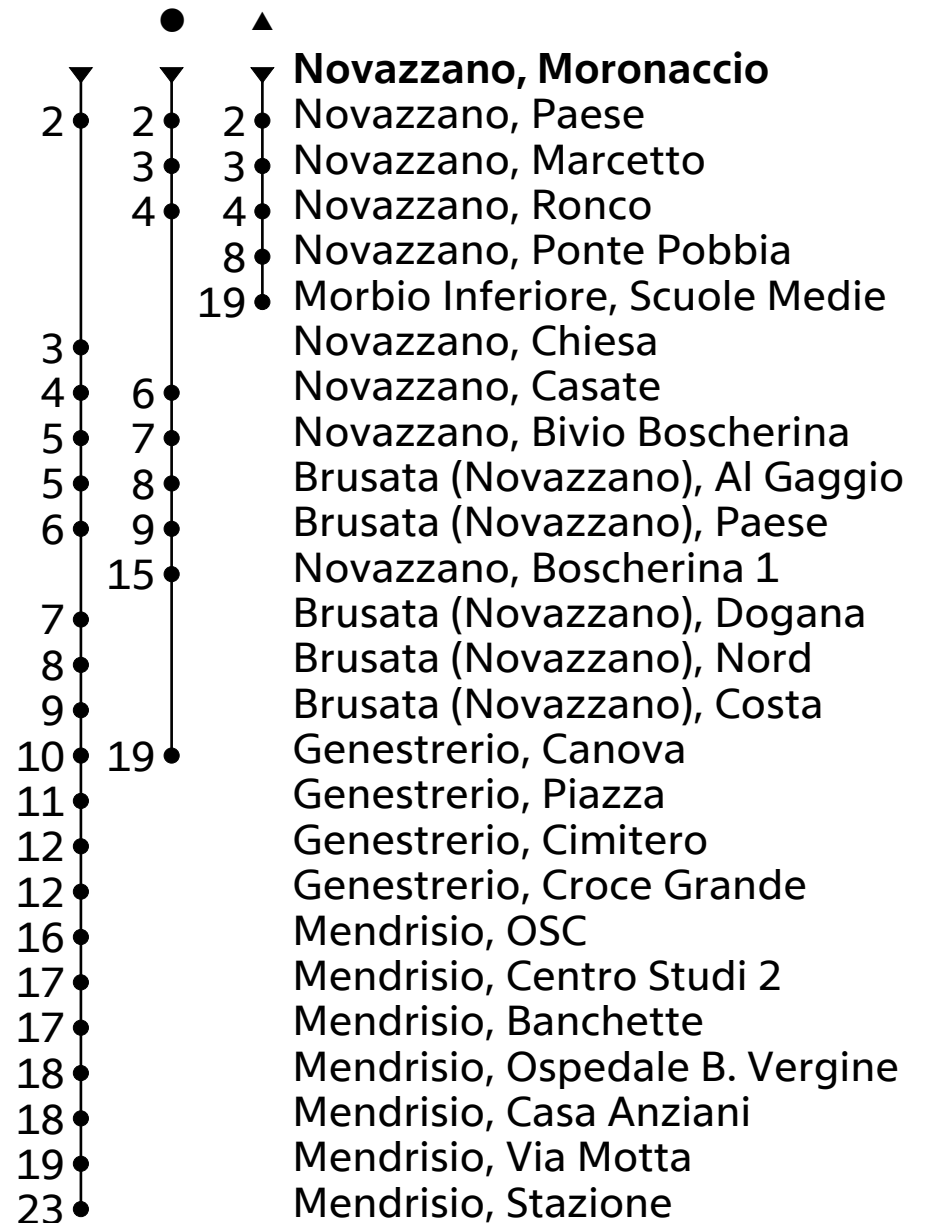 ● ▲
Novazzano, Moronaccio
2 2 2 Novazzano, Paese
3 3 Novazzano, Marcetto
4 4 Novazzano, Ronco
8 Novazzano, Ponte Pobbia
19 Morbio Inferiore, Scuole Medie
3 Novazzano, Chiesa
4 6 Novazzano, Casate
5 7 Novazzano, Bivio Boscherina
5 8 Brusata (Novazzano), Al Gaggio
6 9 Brusata (Novazzano), Paese
15 Novazzano, Boscherina 1
7 Brusata (Novazzano), Dogana
8 Brusata (Novazzano), Nord
9 Brusata (Novazzano), Costa
10 19 Genestrerio, Canova
11 Genestrerio, Piazza
12 Genestrerio, Cimitero
12 Genestrerio, Croce Grande
16 Mendrisio, OSC
17 Mendrisio, Centro Studi 2
17 Mendrisio, Banchette
18 Mendrisio, Ospedale B. Vergine
18 Mendrisio, Casa Anziani
19 Mendrisio, Via Motta
23 Mendrisio, Stazione